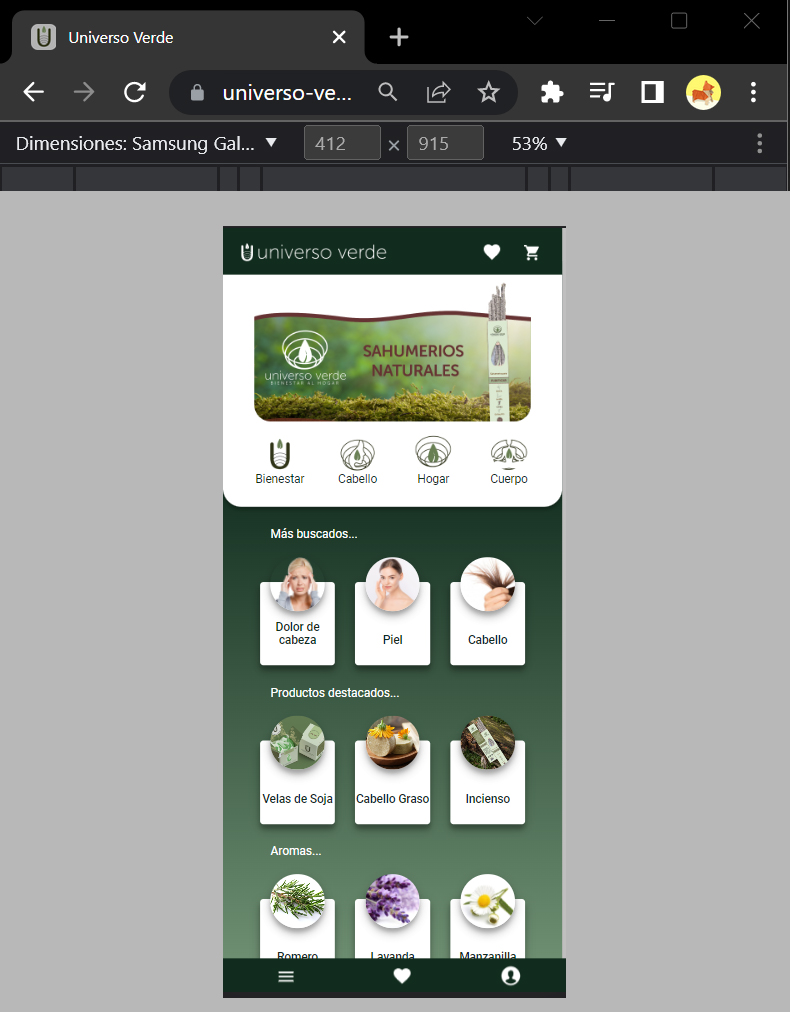 Universo Verde
universo-ve...
Dimensiones: Samsung Gal...
412 × 915
53%
universo verde
universo verde
BIENESTAR AL HOGAR
SAHUMERIOS
NATURALES
Bienestar
Cabello
Hogar
Cuerpo
Más buscados...
Dolor de
cabeza
Piel
Cabello
Productos destacados...
Velas de Soja
Cabello Graso
Incienso
Aromas...
Romero
Lavanda
Manzanilla